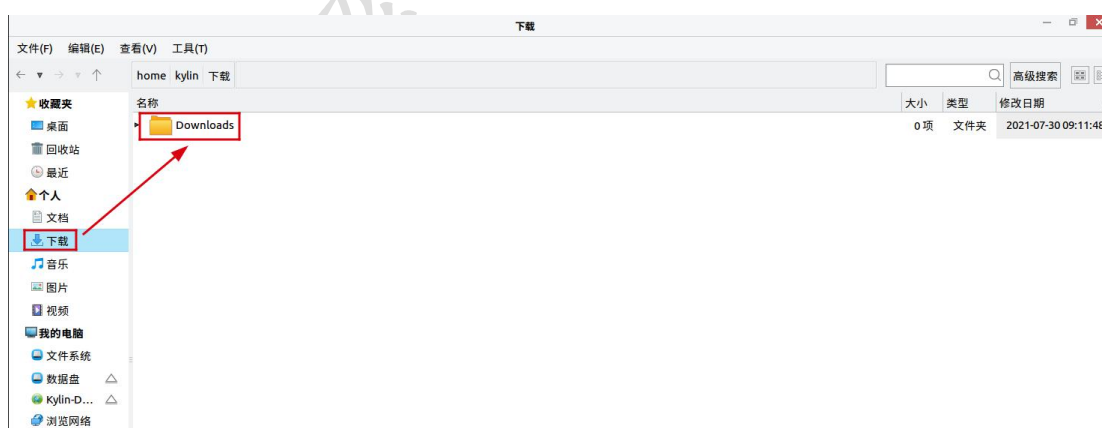 下载
文件(F) 编辑(E) 查看(V) 工具(T)
home kylin 下载 高级搜索
收藏夹 名称 大小 类型 修改日期
桌面 Downloads 0 项 文件夹 2021-07-30 09:11:48
回收站
最近
个人
文档
下载
音乐
图片
视频
我的电脑
文件系统
数据盘
Kylin-D...
浏览网络